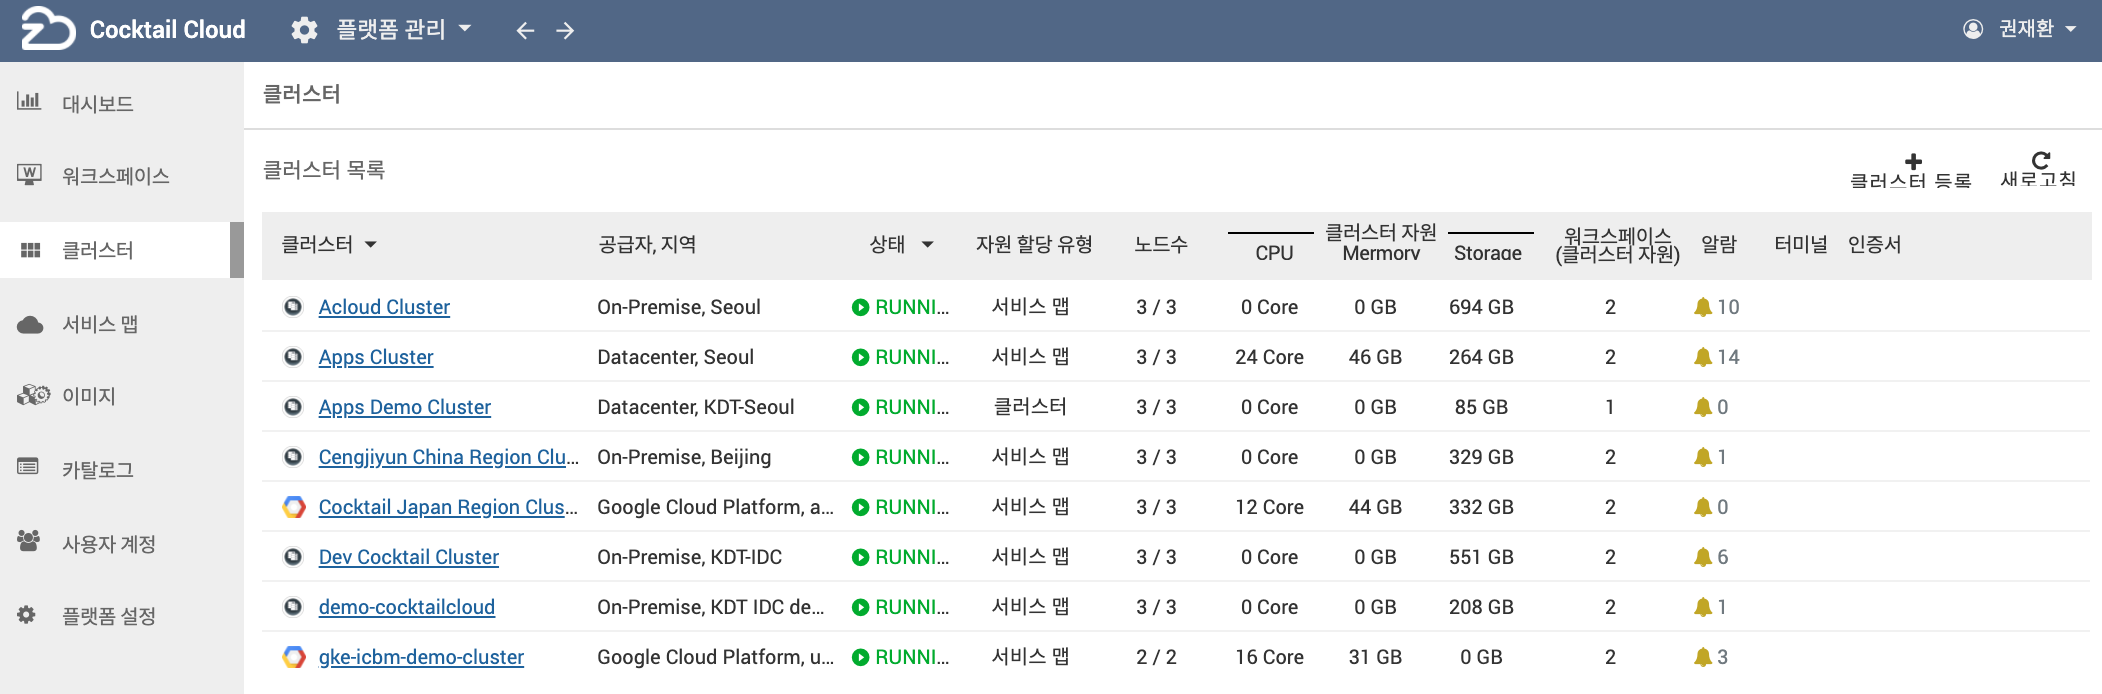 Cocktail Cloud 플랫폼 관리 권재환
대시보드
워크스페이스
클러스터
서비스 맵
이미지
카탈로그
사용자 계정
플랫폼 설정
클러스터
클러스터 목록
클러스터 등록 새로고침
클러스터 공급자, 지역 상태 자원 할당 유형 노드수 클러스터 자원 CPU Mermory Storage 워크스페이스 (클러스터 자원) 알람 터미널 인증서
Acloud Cluster On-Premise, Seoul RUNNI... 서비스 맵 3 / 3 0 Core 0 GB 694 GB 2 10
Apps Cluster Datacenter, Seoul RUNNI... 서비스 맵 3 / 3 24 Core 46 GB 264 GB 2 14
Apps Demo Cluster Datacenter, KDT-Seoul RUNNI... 클러스터 3 / 3 0 Core 0 GB 85 GB 1 0
Cengjiyun China Region Clu... On-Premise, Beijing RUNNI... 서비스 맵 3 / 3 0 Core 0 GB 329 GB 2 1
Cocktail Japan Region Clus... Google Cloud Platform, a... RUNNI... 서비스 맵 3 / 3 12 Core 44 GB 332 GB 2 0
Dev Cocktail Cluster On-Premise, KDT-IDC RUNNI... 서비스 맵 3 / 3 0 Core 0 GB 551 GB 2 6
demo-cocktailcloud On-Premise, KDT IDC de... RUNNI... 서비스 맵 3 / 3 0 Core 0 GB 208 GB 2 1
gke-icbm-demo-cluster Google Cloud Platform, u... RUNNI... 서비스 맵 2 / 2 16 Core 31 GB 0 GB 2 3